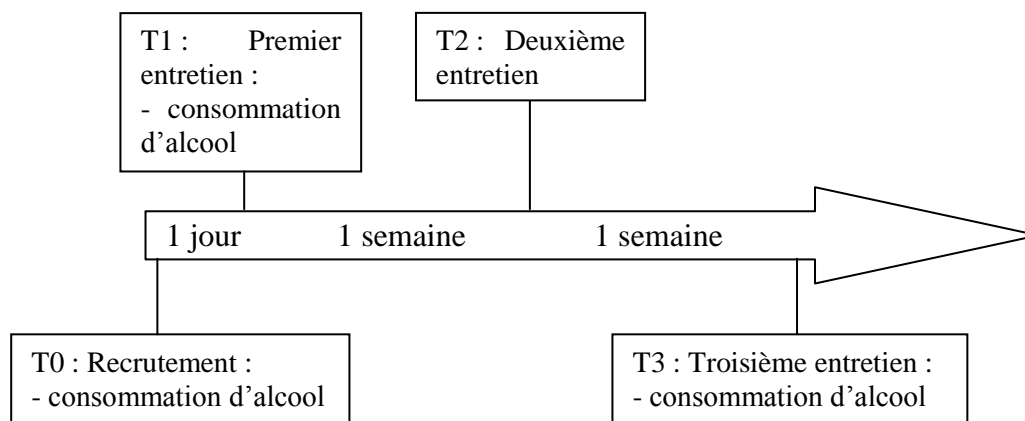 T1 : Premier
entretien :
- consommation
d’alcool
T2 : Deuxième
entretien
1 jour
1 semaine
1 semaine
T0 : Recrutement :
- consommation d’alcool
T3 : Troisième entretien :
- consommation d’alcool